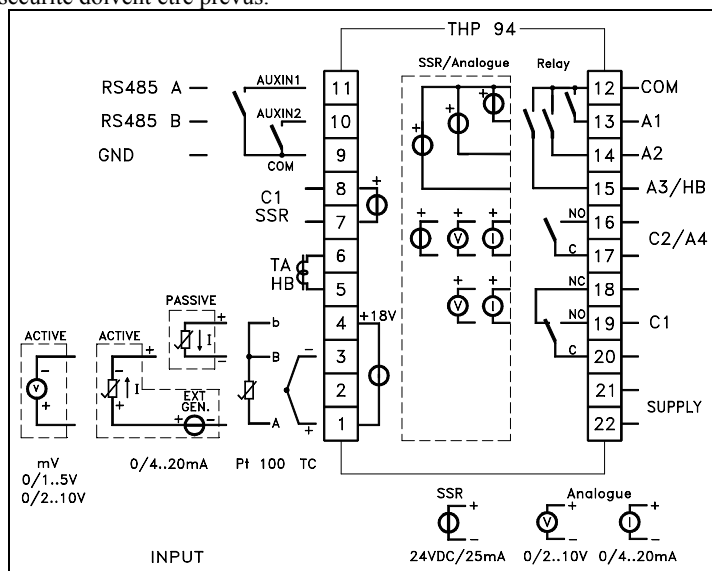 sécurité doivent être prévus.
THP 94
SSR/Analogue
Relay
RS485 A
AUXIN1
11
12
COM
RS485 B
AUXIN2
10
13
A1
GND
COM
9
14
A2
C1
SSR
8
+
15
A3/HB
7
16
NO
C2/A4
6
17
C
TA
HB
5
18
NC
4
+18V
19
NO
C1
3
20
C
2
21
SUPPLY
1
22
+
+
+
+
+
+
+
+
V
I
V
I
PASSIVE
+
I
-
b
B
A
-
+
ACTIVE
-
V
+
ACTIVE
+
-
I
+
EXT
GEN.
+
-
mV
0/1..5V
0/2..10V
0/4..20mA
Pt 100
TC
INPUT
SSR
+
-
24VDC/25mA
Analogue
V
+
-
0/2..10V
I
+
-
0/4..20mA